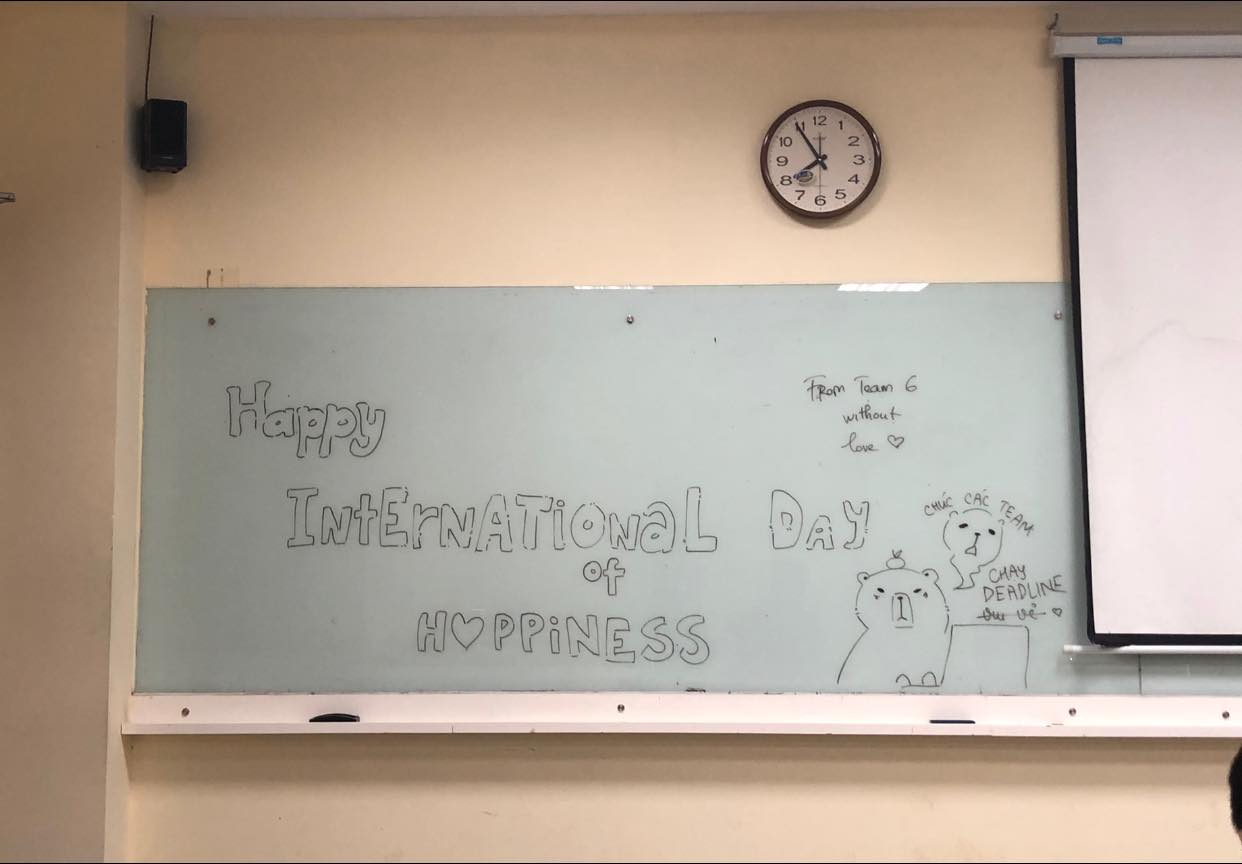 Happy
InternATionaL DAY
of
H♡PPiNESS
From Team 6
without
love ♡
CHÚC CÁC TEAM
CHẠY
DEADLINE
vui vẻ ♡
12
1
2
3
4
5
6
7
8
9
10
11